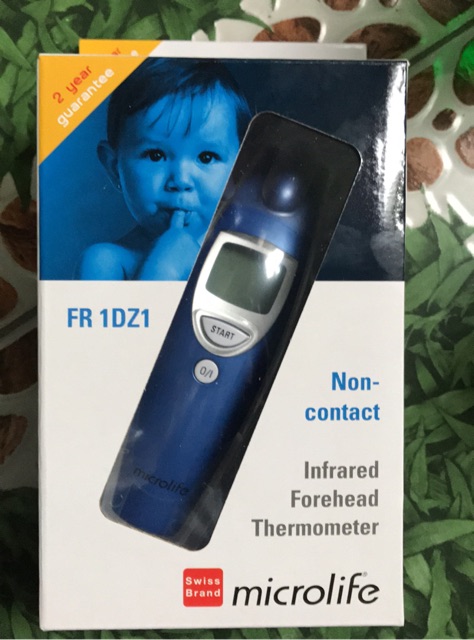 2 year
guarantee
FR 1DZ1
START
O/I
microlife
Non-
contact
Infrared
Forehead
Thermometer
Swiss
Brand
microlife®